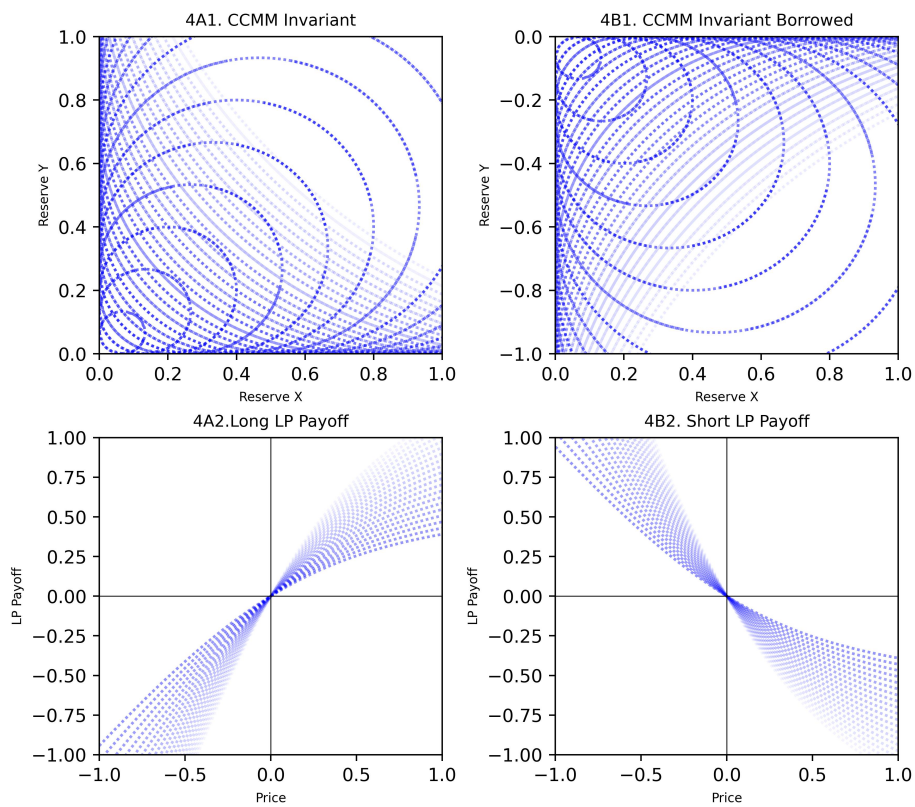 4A1. CCMM Invariant
1.0
0.8
0.6
0.4
0.2
0.0
Reserve Y
0.0 0.2 0.4 0.6 0.8 1.0
Reserve X
4B1. CCMM Invariant Borrowed
0.0
−0.2
−0.4
−0.6
−0.8
−1.0
Reserve Y
0.0 0.2 0.4 0.6 0.8 1.0
Reserve X
4A2.Long LP Payoff
1.00
0.75
0.50
0.25
0.00
−0.25
−0.50
−0.75
−1.00
LP Payoff
−1.0 −0.5 0.0 0.5 1.0
Price
4B2. Short LP Payoff
1.00
0.75
0.50
0.25
0.00
−0.25
−0.50
−0.75
−1.00
LP Payoff
−1.0 −0.5 0.0 0.5 1.0
Price